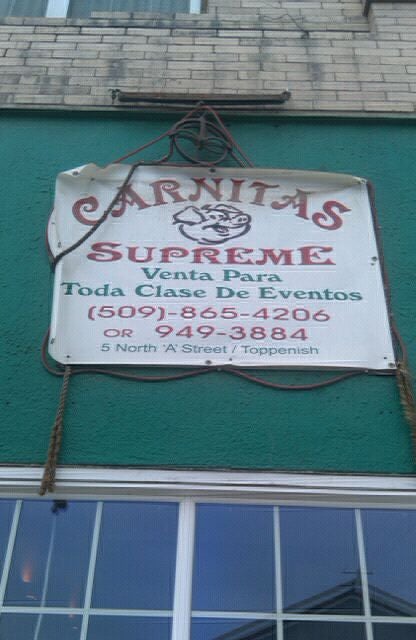 CARNITAS
SUPREME
Venta Para
Toda Clase De Eventos
(509)-865-4206
OR 949-3884
5 North 'A' Street / Toppenish